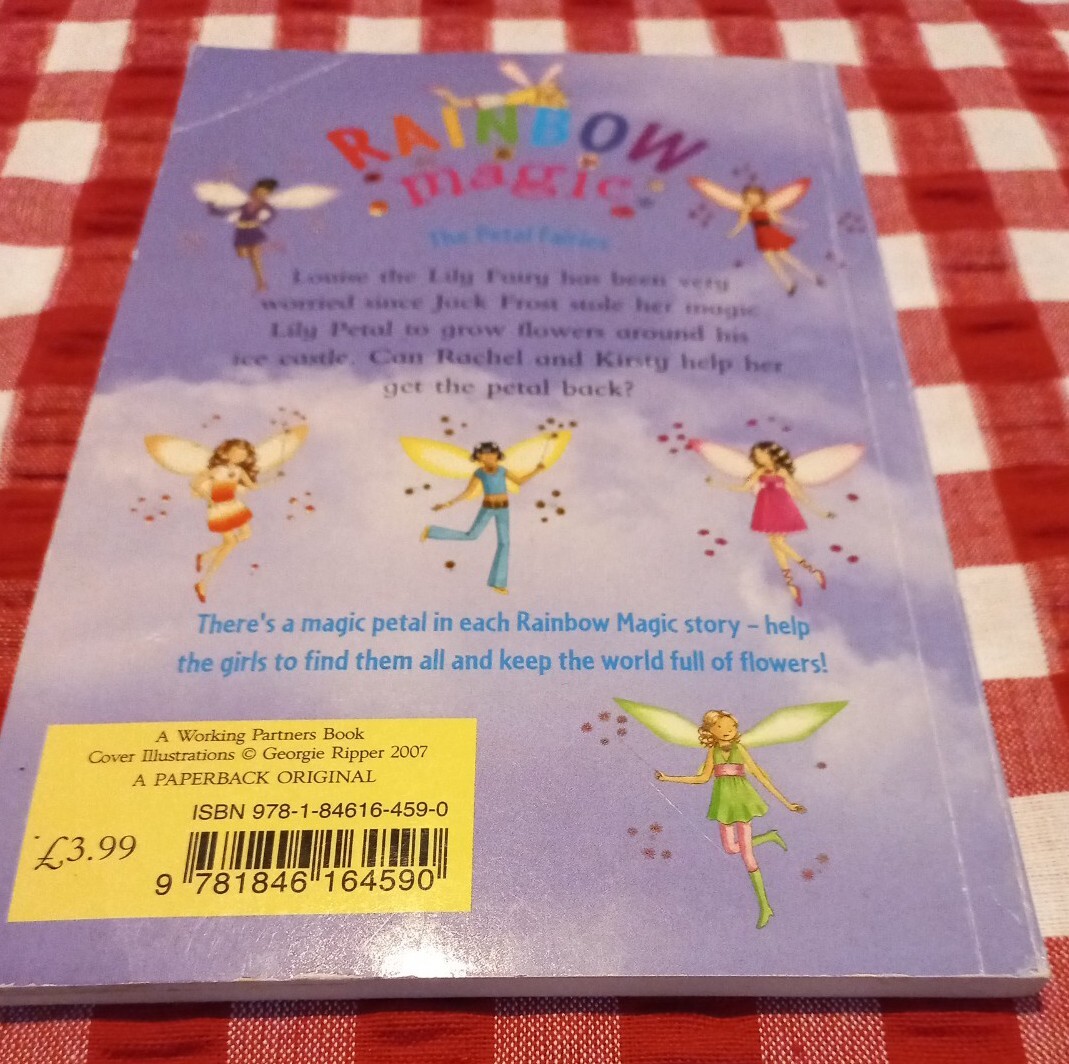 RAINBOW
magic
The Petal Fairies
Louise the Lily Fairy has been very
worried since Jack Frost stole her magic
Lily Petal to grow flowers around his
ice castle. Can Rachel and Kirsty help her
get the petal back?
There's a magic petal in each Rainbow Magic story – help
the girls to find them all and keep the world full of flowers!
A Working Partners Book
Cover Illustrations © Georgie Ripper 2007
A PAPERBACK ORIGINAL
ISBN 978-1-84616-459-0
£3.99
9 781846 164590